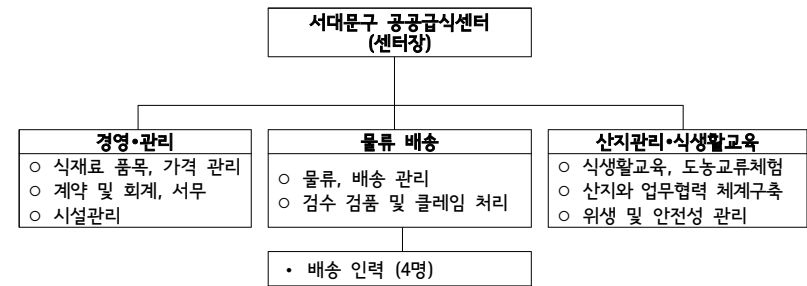 서대문구 공공급식센터
(센터장)
경영•관리
○ 식재료 품목, 가격 관리
○ 계약 및 회계, 서무
○ 시설관리
물류 배송
○ 물류, 배송 관리
○ 검수 검품 및 클레임 처리
• 배송 인력 (4명)
산지관리•식생활교육
○ 식생활교육, 도농교류체험
○ 산지와 업무협력 체계구축
○ 위생 및 안전성 관리